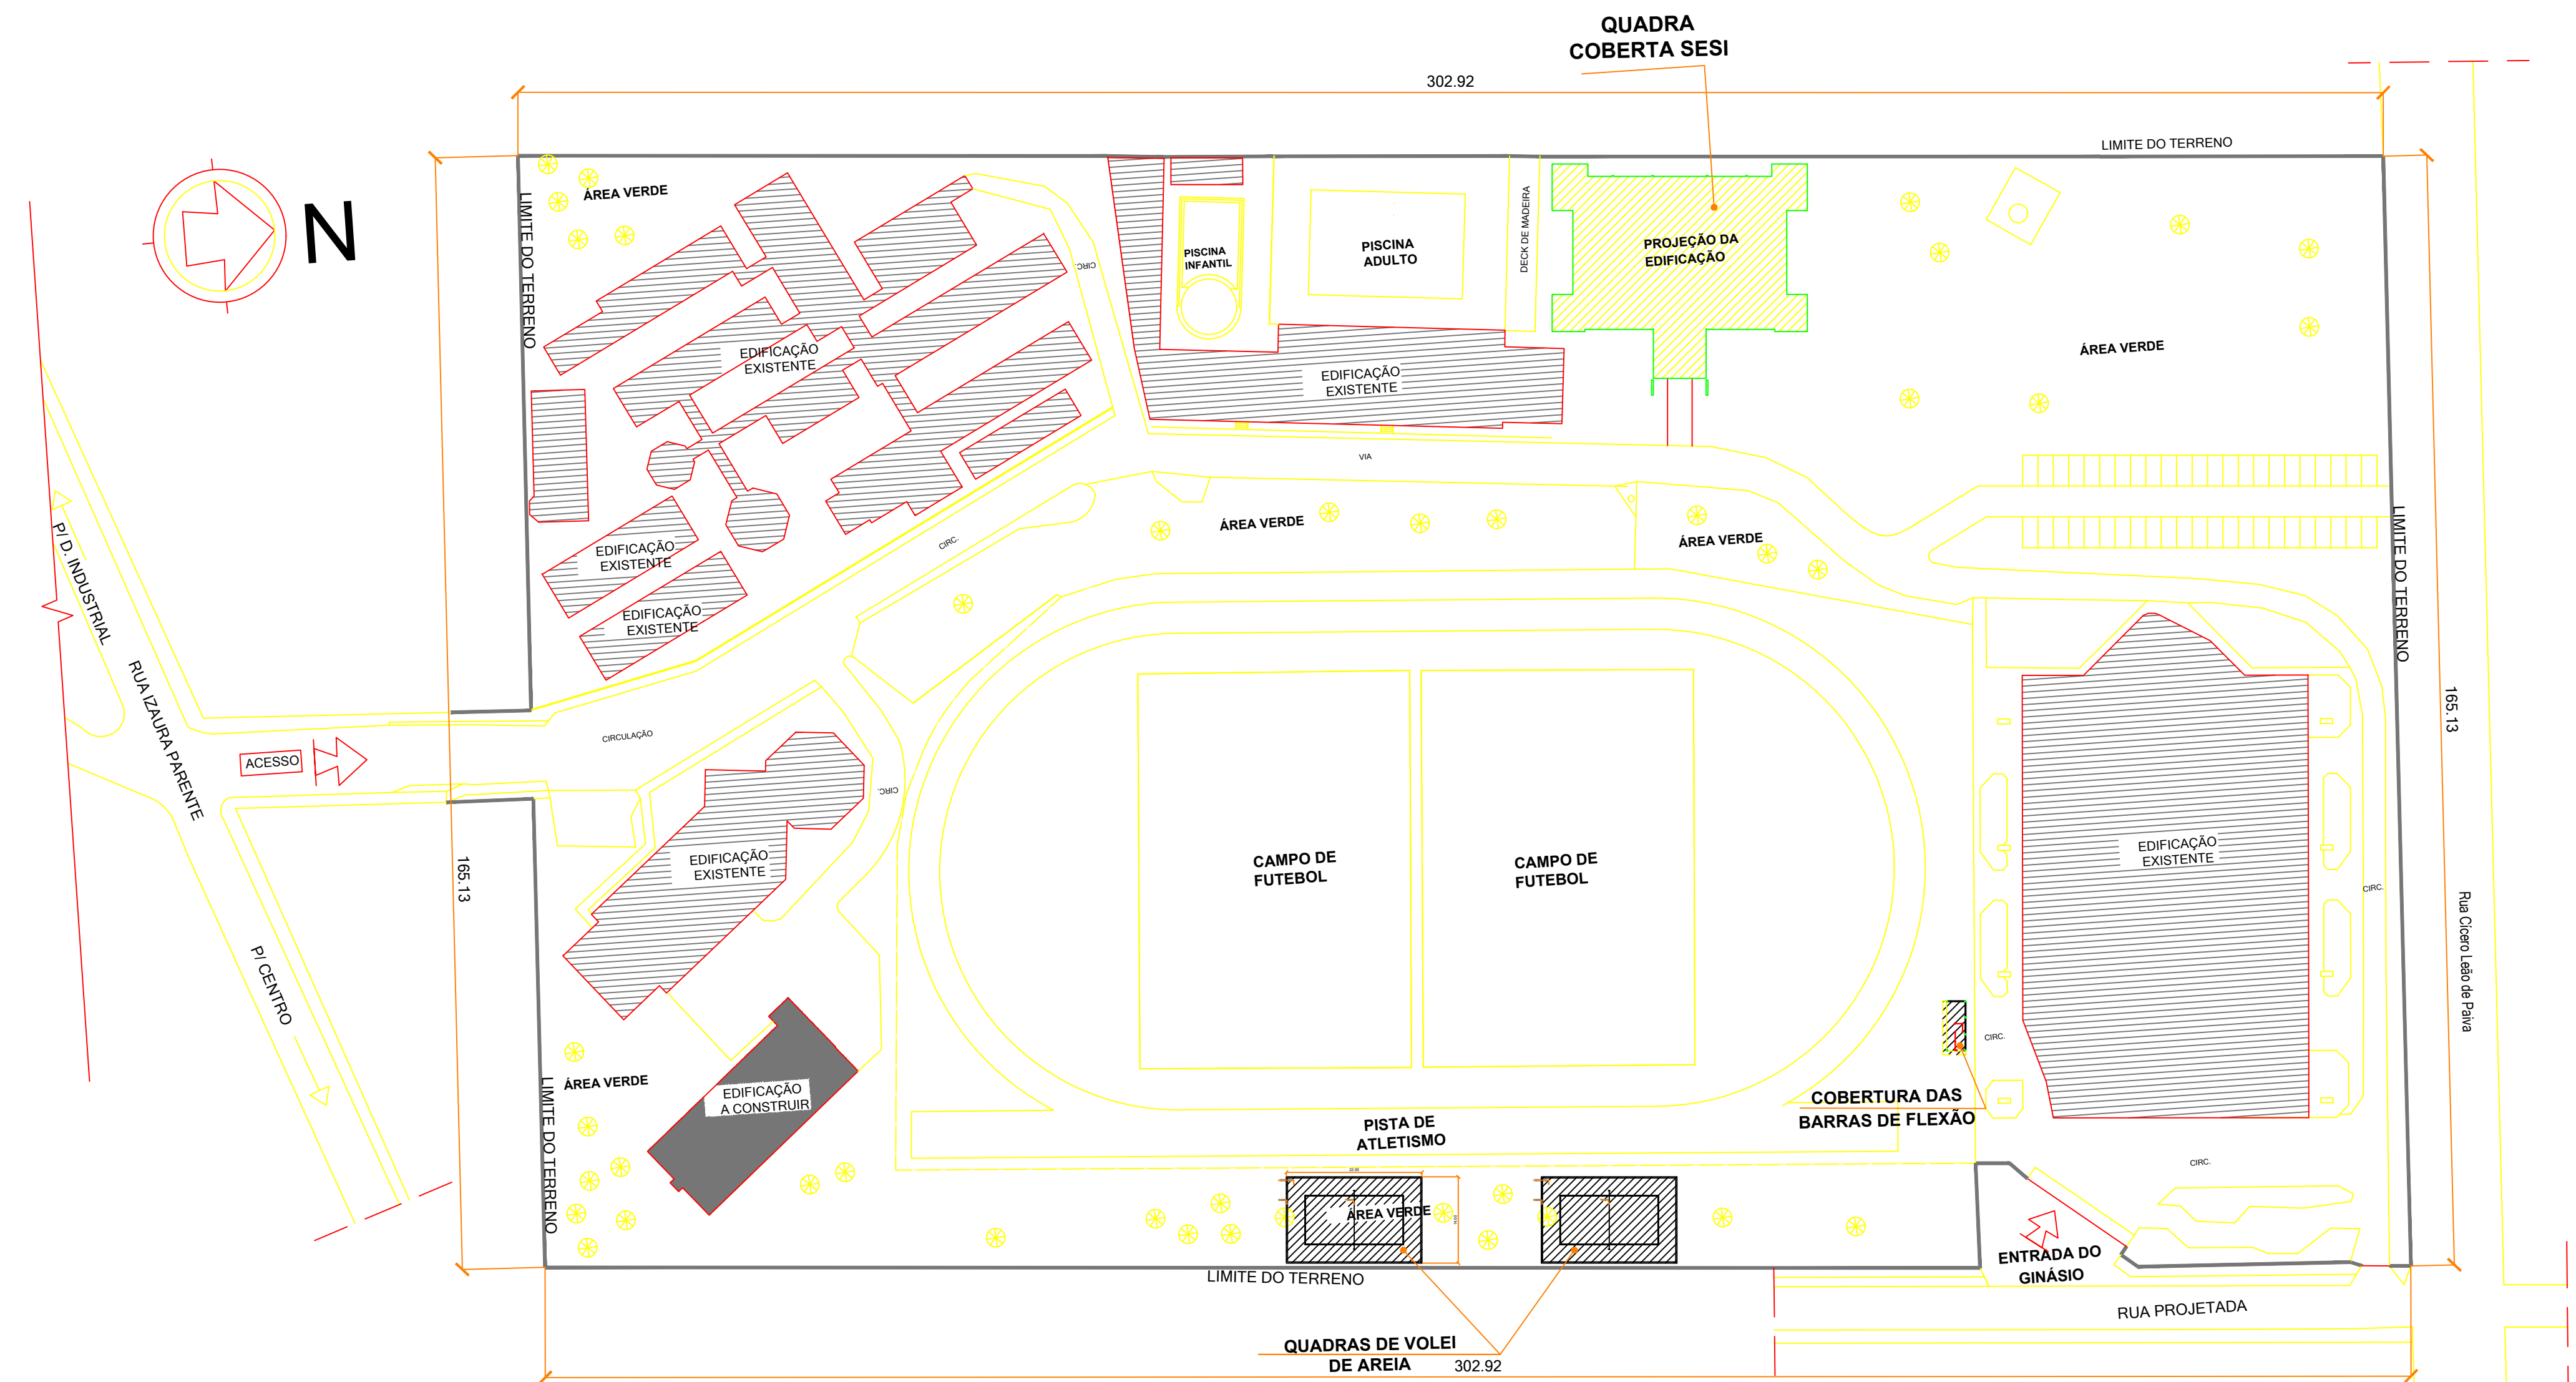 QUADRA
COBERTA SESI
302.92
LIMITE DO TERRENO
N
ÁREA VERDE
LIMITE DO TERRENO
CIRC.
PISCINA
INFANTIL
PISCINA
ADULTO
DECK DE MADEIRA
PROJEÇÃO DA
EDIFICAÇÃO
ÁREA VERDE
EDIFICAÇÃO
EXISTENTE
EDIFICAÇÃO
EXISTENTE
VIA
ÁREA VERDE
ÁREA VERDE
CIRC.
LIMITE DO TERRENO
P/ D. INDUSTRIAL
EDIFICAÇÃO
EXISTENTE
EDIFICAÇÃO
EXISTENTE
RUA IZAURA PARENTE
ACESSO
CIRCULAÇÃO
CIRC.
165.13
165.13
EDIFICAÇÃO
EXISTENTE
CAMPO DE
FUTEBOL
CAMPO DE
FUTEBOL
EDIFICAÇÃO
EXISTENTE
CIRC.
Rua Cícero Leão de Paiva
P/ CENTRO
CIRC.
ÁREA VERDE
LIMITE DO TERRENO
EDIFICAÇÃO
A CONSTRUIR
COBERTURA DAS
BARRAS DE FLEXÃO
PISTA DE
ATLETISMO
CIRC.
ÁREA VERDE
LIMITE DO TERRENO
ENTRADA DO
GINÁSIO
RUA PROJETADA
QUADRAS DE VOLEI
DE AREIA
302.92